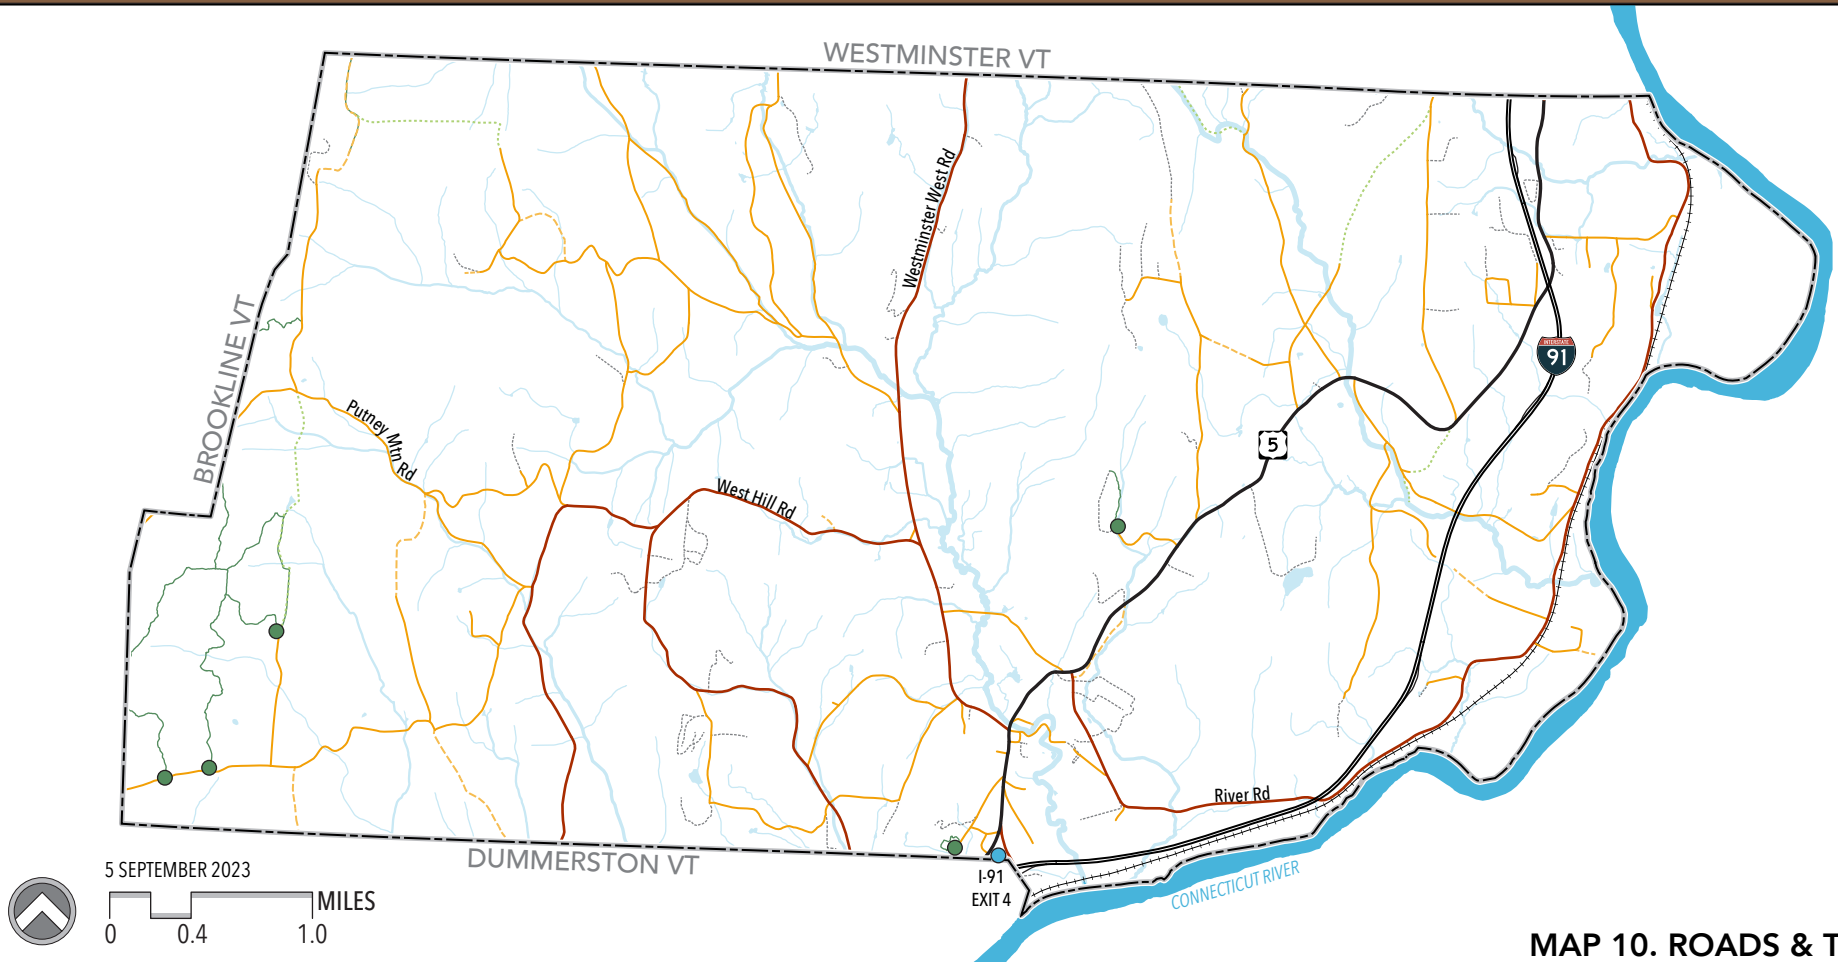 WESTMINSTER VT
Westminster West Rd
BROOKLINE VT
INTERSTATE
91
Putney Mtn Rd
5
West Hill Rd
River Rd
DUMMERSTON VT
I-91
EXIT 4
CONNECTICUT RIVER
5 SEPTEMBER 2023
MILES
0 0.4 1.0
MAP 10. ROADS & T